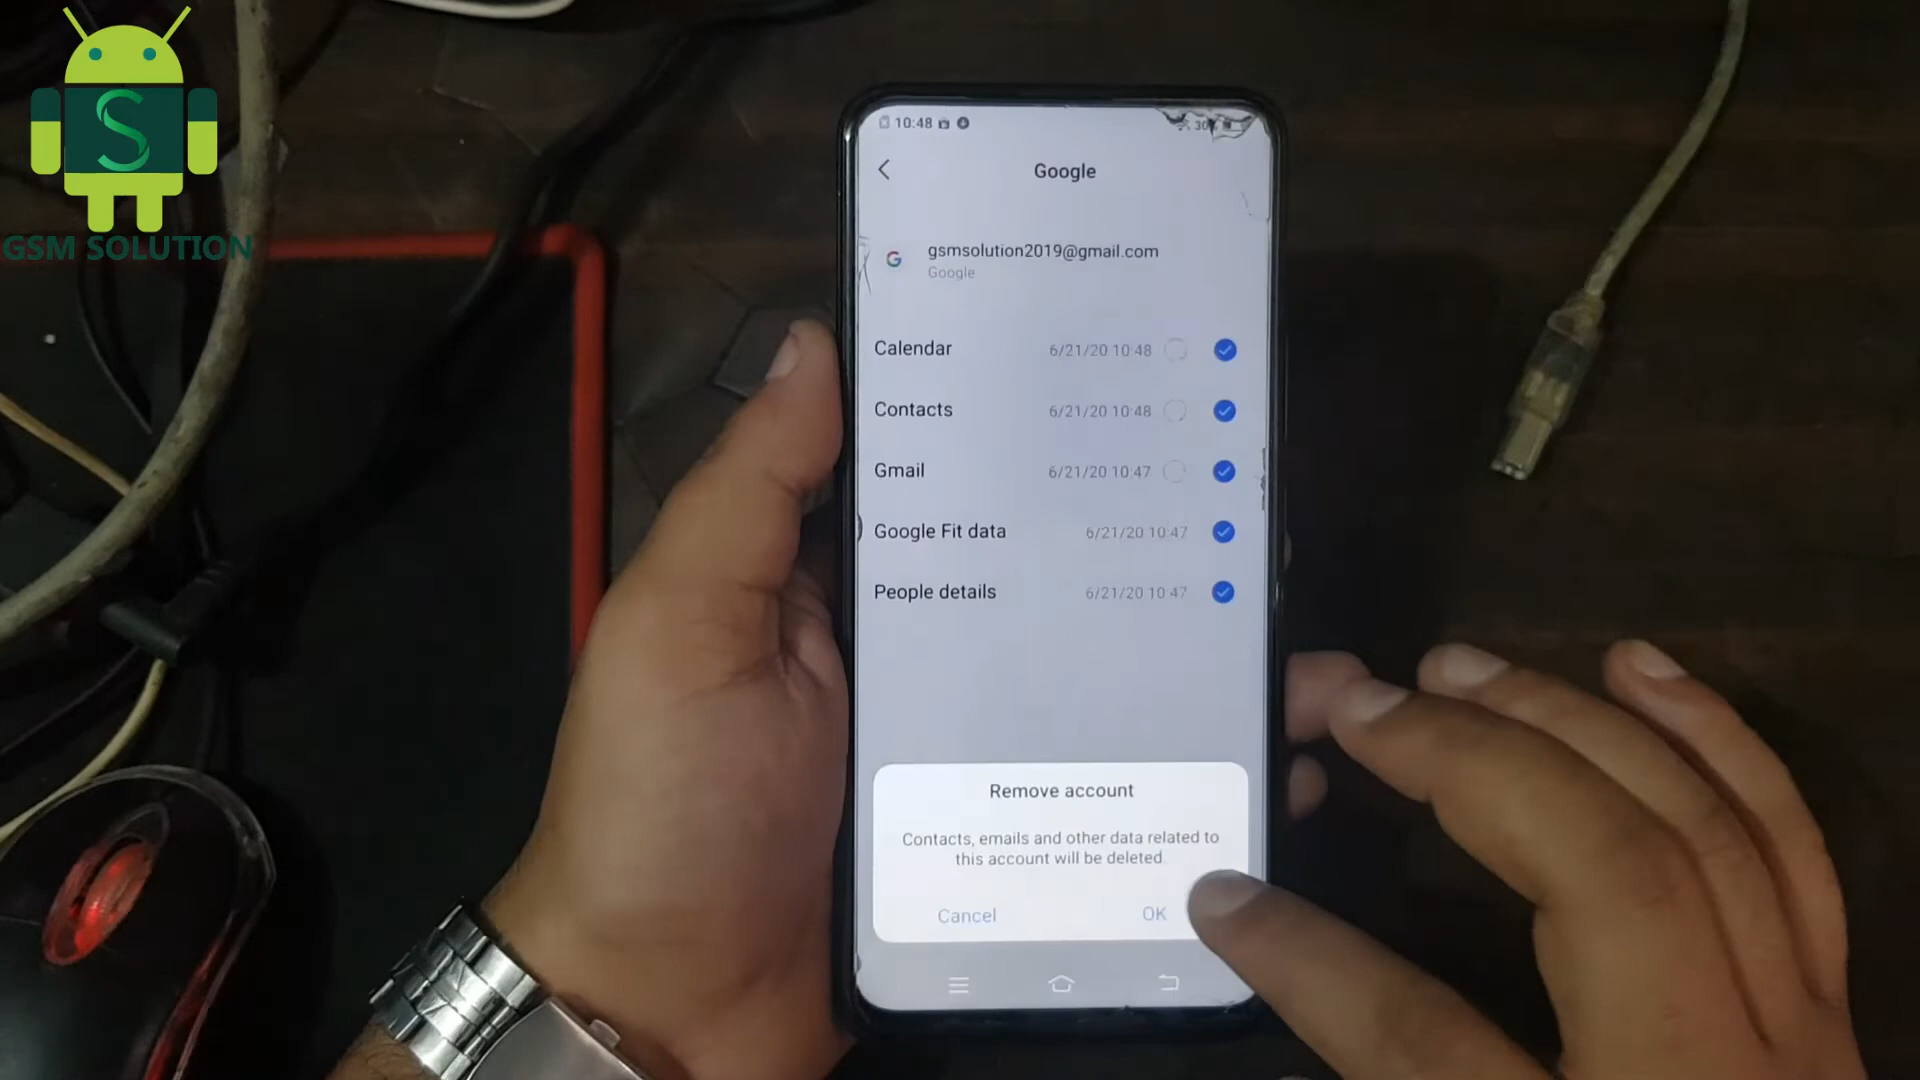 S
GSM SOLUTION
10:48
30
Google
gsmsolution2019@gmail.com
Google
Calendar 6/21/20 10:48
Contacts 6/21/20 10:48
Gmail 6/21/20 10:47
Google Fit data 6/21/20 10:47
People details 6/21/20 10:47
Remove account
Contacts, emails and other data related to
this account will be deleted.
Cancel OK